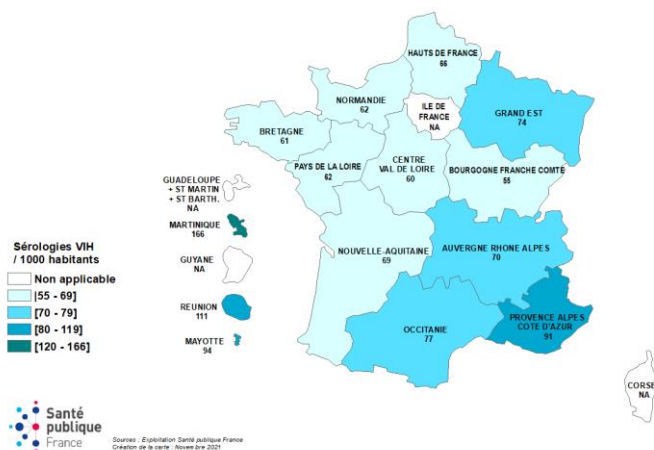 HAUTS DE FRANCE
66
NORMANDIE
62
ILE DE
FRANCE
NA
GRAND EST
74
BRETAGNE
61
PAYS DE LA LOIRE
62
CENTRE
VAL DE LOIRE
60
BOURGOGNE FRANCHE COMTE
55
GUADELOUPE
+ ST MARTIN
+ ST BARTH.
NA
MARTINIQUE
166
GUYANE
NA
REUNION
111
MAYOTTE
94
NOUVELLE-AQUITAINE
69
AUVERGNE RHONE ALPES
70
OCCITANIE
77
PROVENCE ALPES
COTE D'AZUR
91
CORSE
NA
Sérologies VIH
/ 1000 habitants
Non applicable
[55 - 69]
[70 - 79]
[80 - 119]
[120 - 166]
Santé
publique
France
Sources : Exploitation Santé publique France
Création de la carte : Novembre 2021